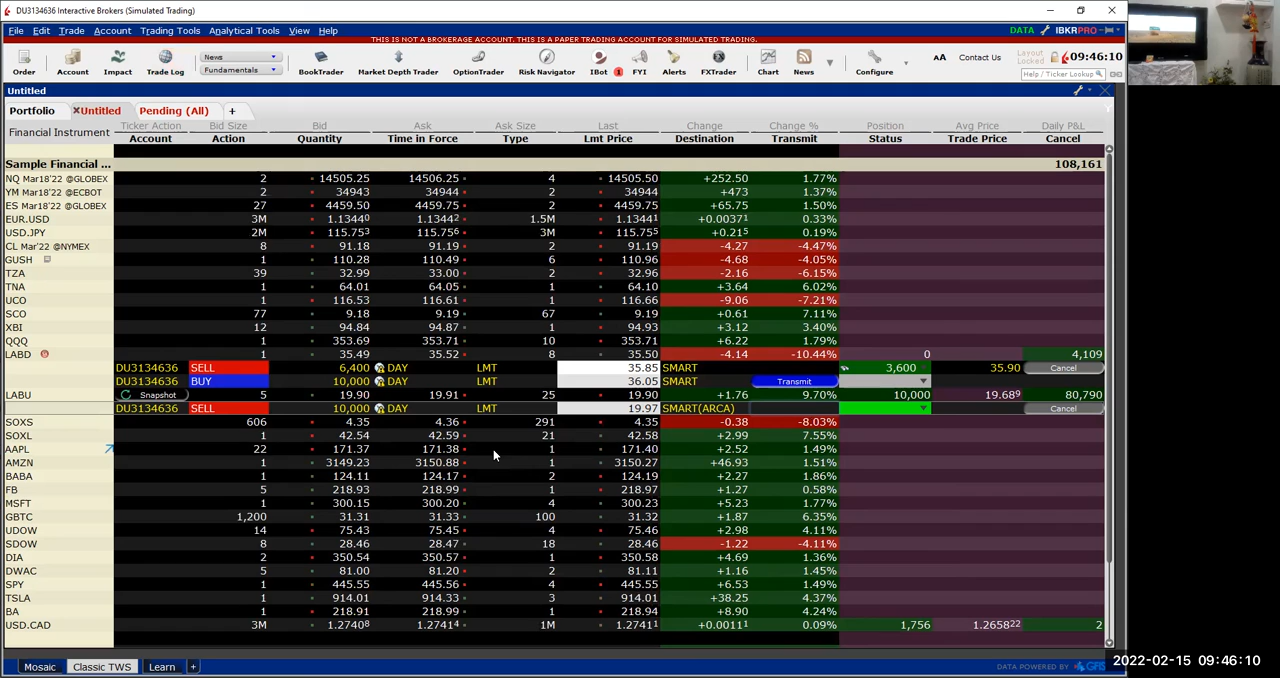 DU3134636 Interactive Brokers (Simulated Trading)
File Edit Trade Account Trading Tools Analytical Tools View Help DATA IBKRPRO
THIS IS NOT A BROKERAGE ACCOUNT. THIS IS A PAPER TRADING ACCOUNT FOR SIMULATED TRADING.
Order Account Impact Trade Log News Fundamentals BookTrader Market Depth Trader OptionTrader Risk Navigator IBot 1 FYI Alerts FXTrader Chart News Configure AA Contact Us Layout Locked 09:46:10
Help / Ticker Lookup
Untitled
Portfolio Untitled Pending (All) +
Financial Instrument Ticker Action Bid Size Bid Ask Ask Size Last Change Change % Position Avg Price Daily P&L
Account Action Quantity Time in Force Type Lmt Price Destination Transmit Status Trade Price Cancel
Sample Financial ... 108,161
NQ Mar18'22 @GLOBEX 2 14505.25 14506.25 4 14505.50 +252.50 1.77%
YM Mar18'22 @ECBOT 2 34943 34944 2 34944 +473 1.37%
ES Mar18'22 @GLOBEX 27 4459.50 4459.75 2 4459.75 +65.75 1.50%
EUR.USD 3M 1.13440 1.13442 1.5M 1.13441 +0.00371 0.33%
USD.JPY 2M 115.753 115.756 3M 115.755 +0.215 0.19%
CL Mar'22 @NYMEX 8 91.18 91.19 2 91.19 -4.27 -4.47%
GUSH 1 110.28 110.49 6 110.96 -4.68 -4.05%
TZA 39 32.99 33.00 2 32.96 -2.16 -6.15%
TNA 1 64.01 64.05 1 64.10 +3.64 6.02%
UCO 1 116.53 116.61 1 116.66 -9.06 -7.21%
SCO 77 9.18 9.19 67 9.19 +0.61 7.11%
XBI 12 94.84 94.87 1 94.93 +3.12 3.40%
QQQ 1 353.69 353.71 10 353.71 +6.22 1.79%
LABD 1 35.49 35.52 8 35.50 -4.14 -10.44% 0 4,109
DU3134636 SELL 6,400 DAY LMT 35.85 SMART 3,600 35.90 Cancel
DU3134636 BUY 10,000 DAY LMT 36.05 SMART Transmit
LABU Snapshot 5 19.90 19.91 25 19.90 +1.76 9.70% 10,000 19.689 80,790
DU3134636 SELL 10,000 DAY LMT 19.97 SMART(ARCA) Cancel
SOXS 606 4.35 4.36 291 4.35 -0.38 -8.03%
SOXL 1 42.54 42.59 21 42.58 +2.99 7.55%
AAPL 22 171.37 171.38 1 171.40 +2.52 1.49%
AMZN 1 3149.23 3150.88 1 3150.27 +46.93 1.51%
BABA 1 124.11 124.17 2 124.19 +2.27 1.86%
FB 5 218.93 218.99 1 218.97 +1.27 0.58%
MSFT 1 300.15 300.20 4 300.23 +5.23 1.77%
GBTC 1,200 31.31 31.33 100 31.32 +1.87 6.35%
UDOW 14 75.43 75.45 4 75.46 +2.98 4.11%
SDOW 8 28.46 28.47 18 28.46 -1.22 -4.11%
DIA 2 350.54 350.57 1 350.58 +4.69 1.36%
DWAC 5 81.00 81.20 2 81.11 +1.16 1.45%
SPY 1 445.55 445.56 4 445.55 +6.53 1.49%
TSLA 1 914.01 914.33 3 914.01 +38.25 4.37%
BA 1 218.91 218.99 1 218.94 +8.90 4.24%
USD.CAD 3M 1.27408 1.27414 1M 1.27411 +0.00111 0.09% 1,756 1.265822 2
Mosaic Classic TWS Learn + DATA POWERED BY GFIS
2022-02-15 09:46:10